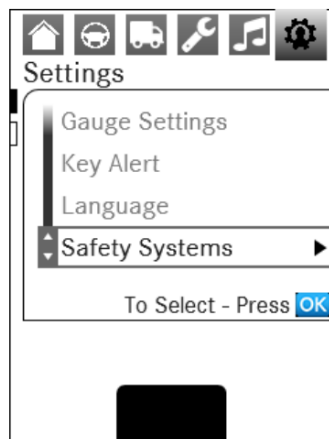 Settings
Gauge Settings
Key Alert
Language
Safety Systems
To Select - Press OK